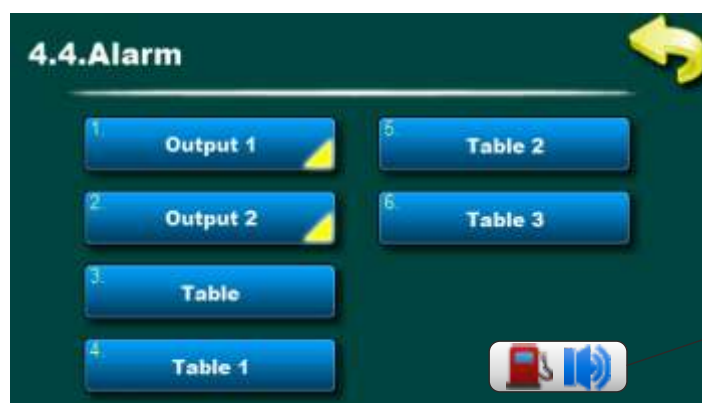 4.4.Alarm
1. Output 1
2. Output 2
3. Table
4. Table 1
5. Table 2
6. Table 3